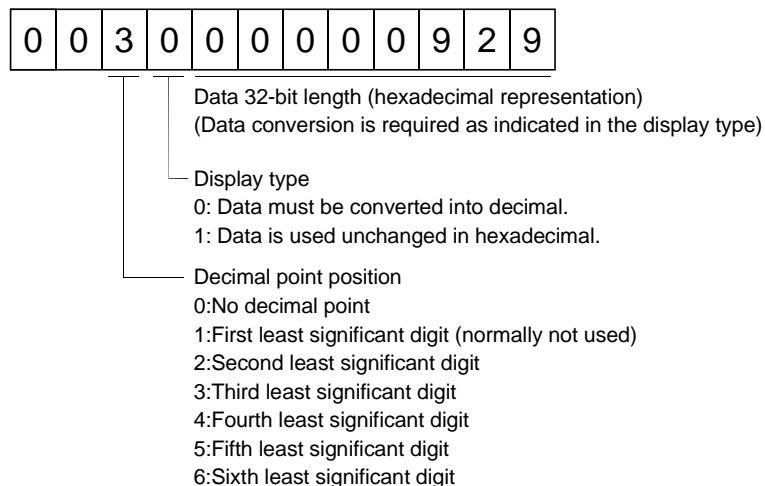 0 0 3 0 0 0 0 0 0 9 2 9
Data 32-bit length (hexadecimal representation)
(Data conversion is required as indicated in the display type)
Display type
0: Data must be converted into decimal.
1: Data is used unchanged in hexadecimal.
Decimal point position
0:No decimal point
1:First least significant digit (normally not used)
2:Second least significant digit
3:Third least significant digit
4:Fourth least significant digit
5:Fifth least significant digit
6:Sixth least significant digit